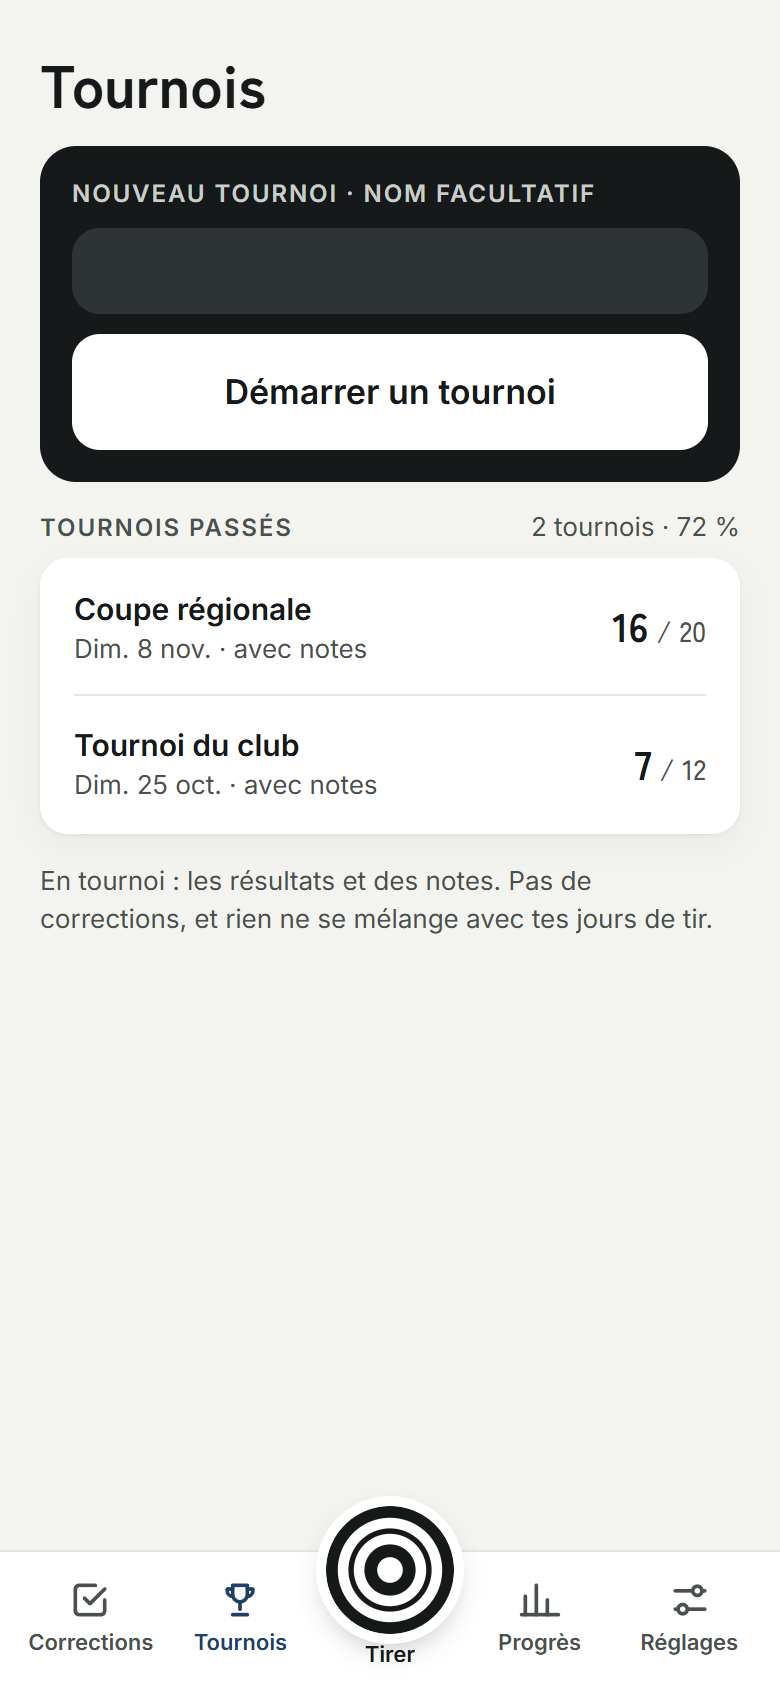 Tournois
NOUVEAU TOURNOI · NOM FACULTATIF
Démarrer un tournoi
TOURNOIS PASSÉS
2 tournois · 72 %
Coupe régionale
Dim. 8 nov. · avec notes
16 / 20
Tournoi du club
Dim. 25 oct. · avec notes
7 / 12
En tournoi : les résultats et des notes. Pas de
corrections, et rien ne se mélange avec tes jours de tir.
Corrections
Tournois
Tirer
Progrès
Réglages